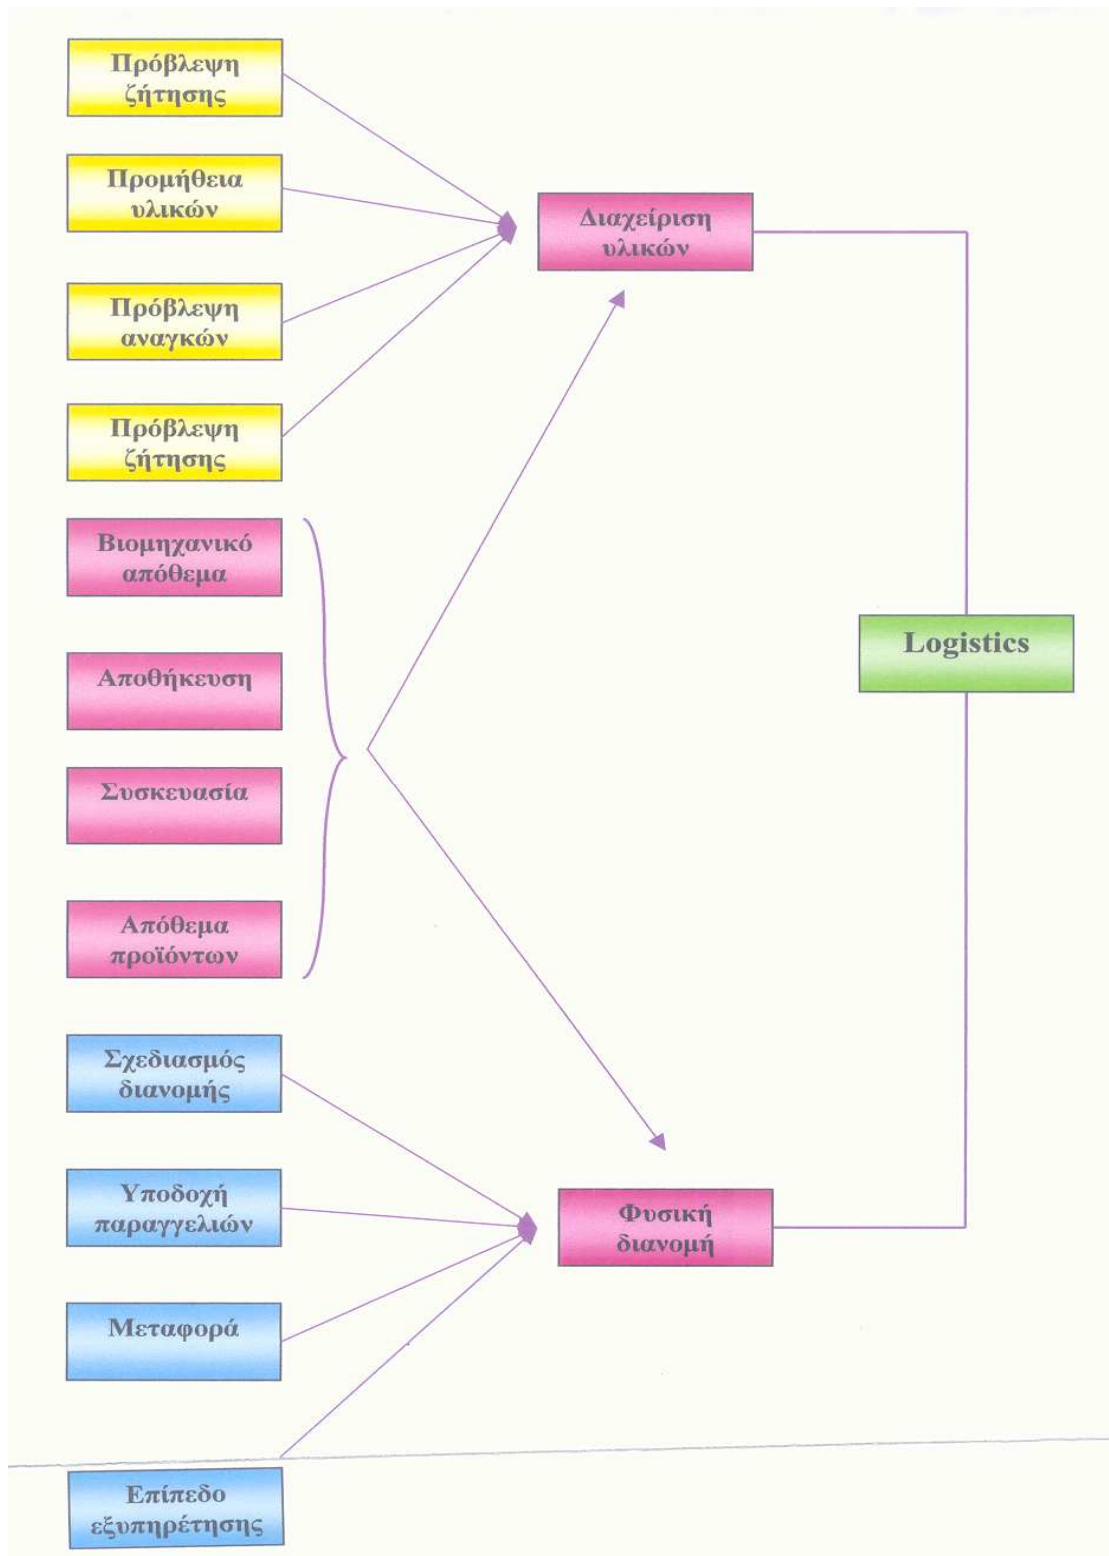 Πρόβλεψη
ζήτησης
Προμήθεια
υλικών
Πρόβλεψη
αναγκών
Πρόβλεψη
ζήτησης
Βιομηχανικό
απόθεμα
Αποθήκευση
Συσκευασία
Απόθεμα
προϊόντων
Σχεδιασμός
διανομής
Υποδοχή
παραγγελιών
Μεταφορά
Επίπεδο
εξυπηρέτησης
Διαχείριση
υλικών
Φυσική
διανομή
Logistics